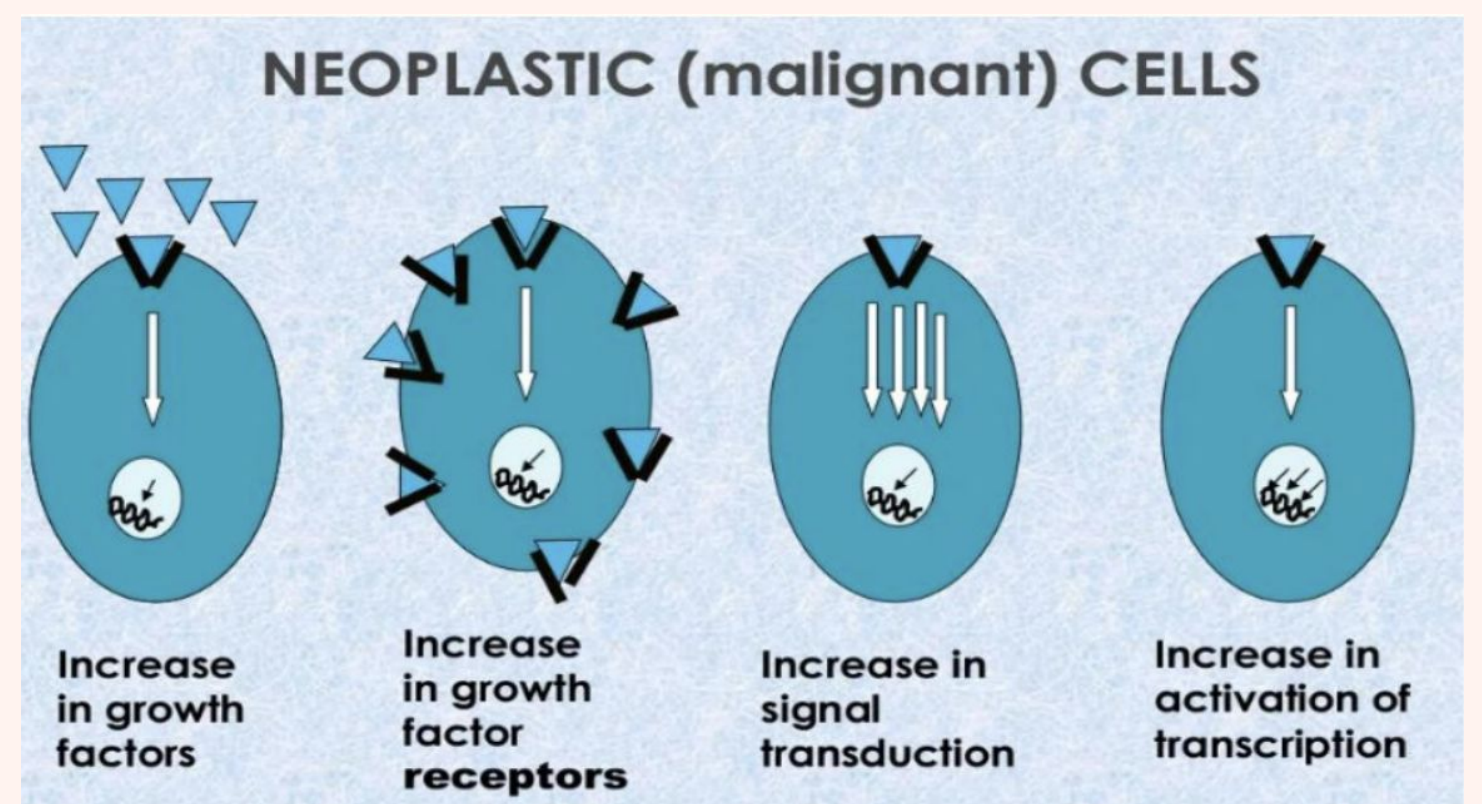 NEOPLASTIC (malignant) CELLS
Increase
in growth
factors
Increase
in growth
factor
receptors
Increase in
signal
transduction
Increase in
activation of
transcription